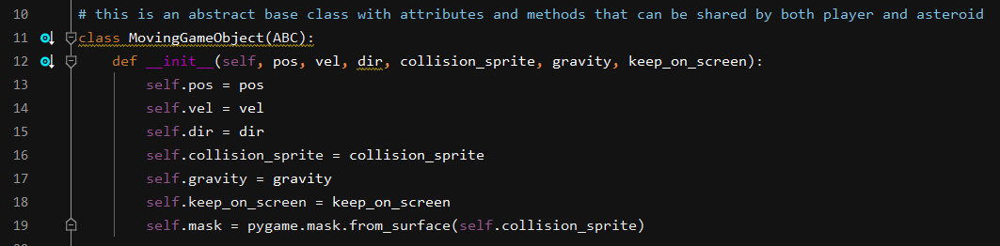 10 # this is an abstract base class with attributes and methods that can be shared by both player and asteroid
11 class MovingGameObject(ABC):
12 def __init__(self, pos, vel, dir, collision_sprite, gravity, keep_on_screen):
13 self.pos = pos
14 self.vel = vel
15 self.dir = dir
16 self.collision_sprite = collision_sprite
17 self.gravity = gravity
18 self.keep_on_screen = keep_on_screen
19 self.mask = pygame.mask.from_surface(self.collision_sprite)